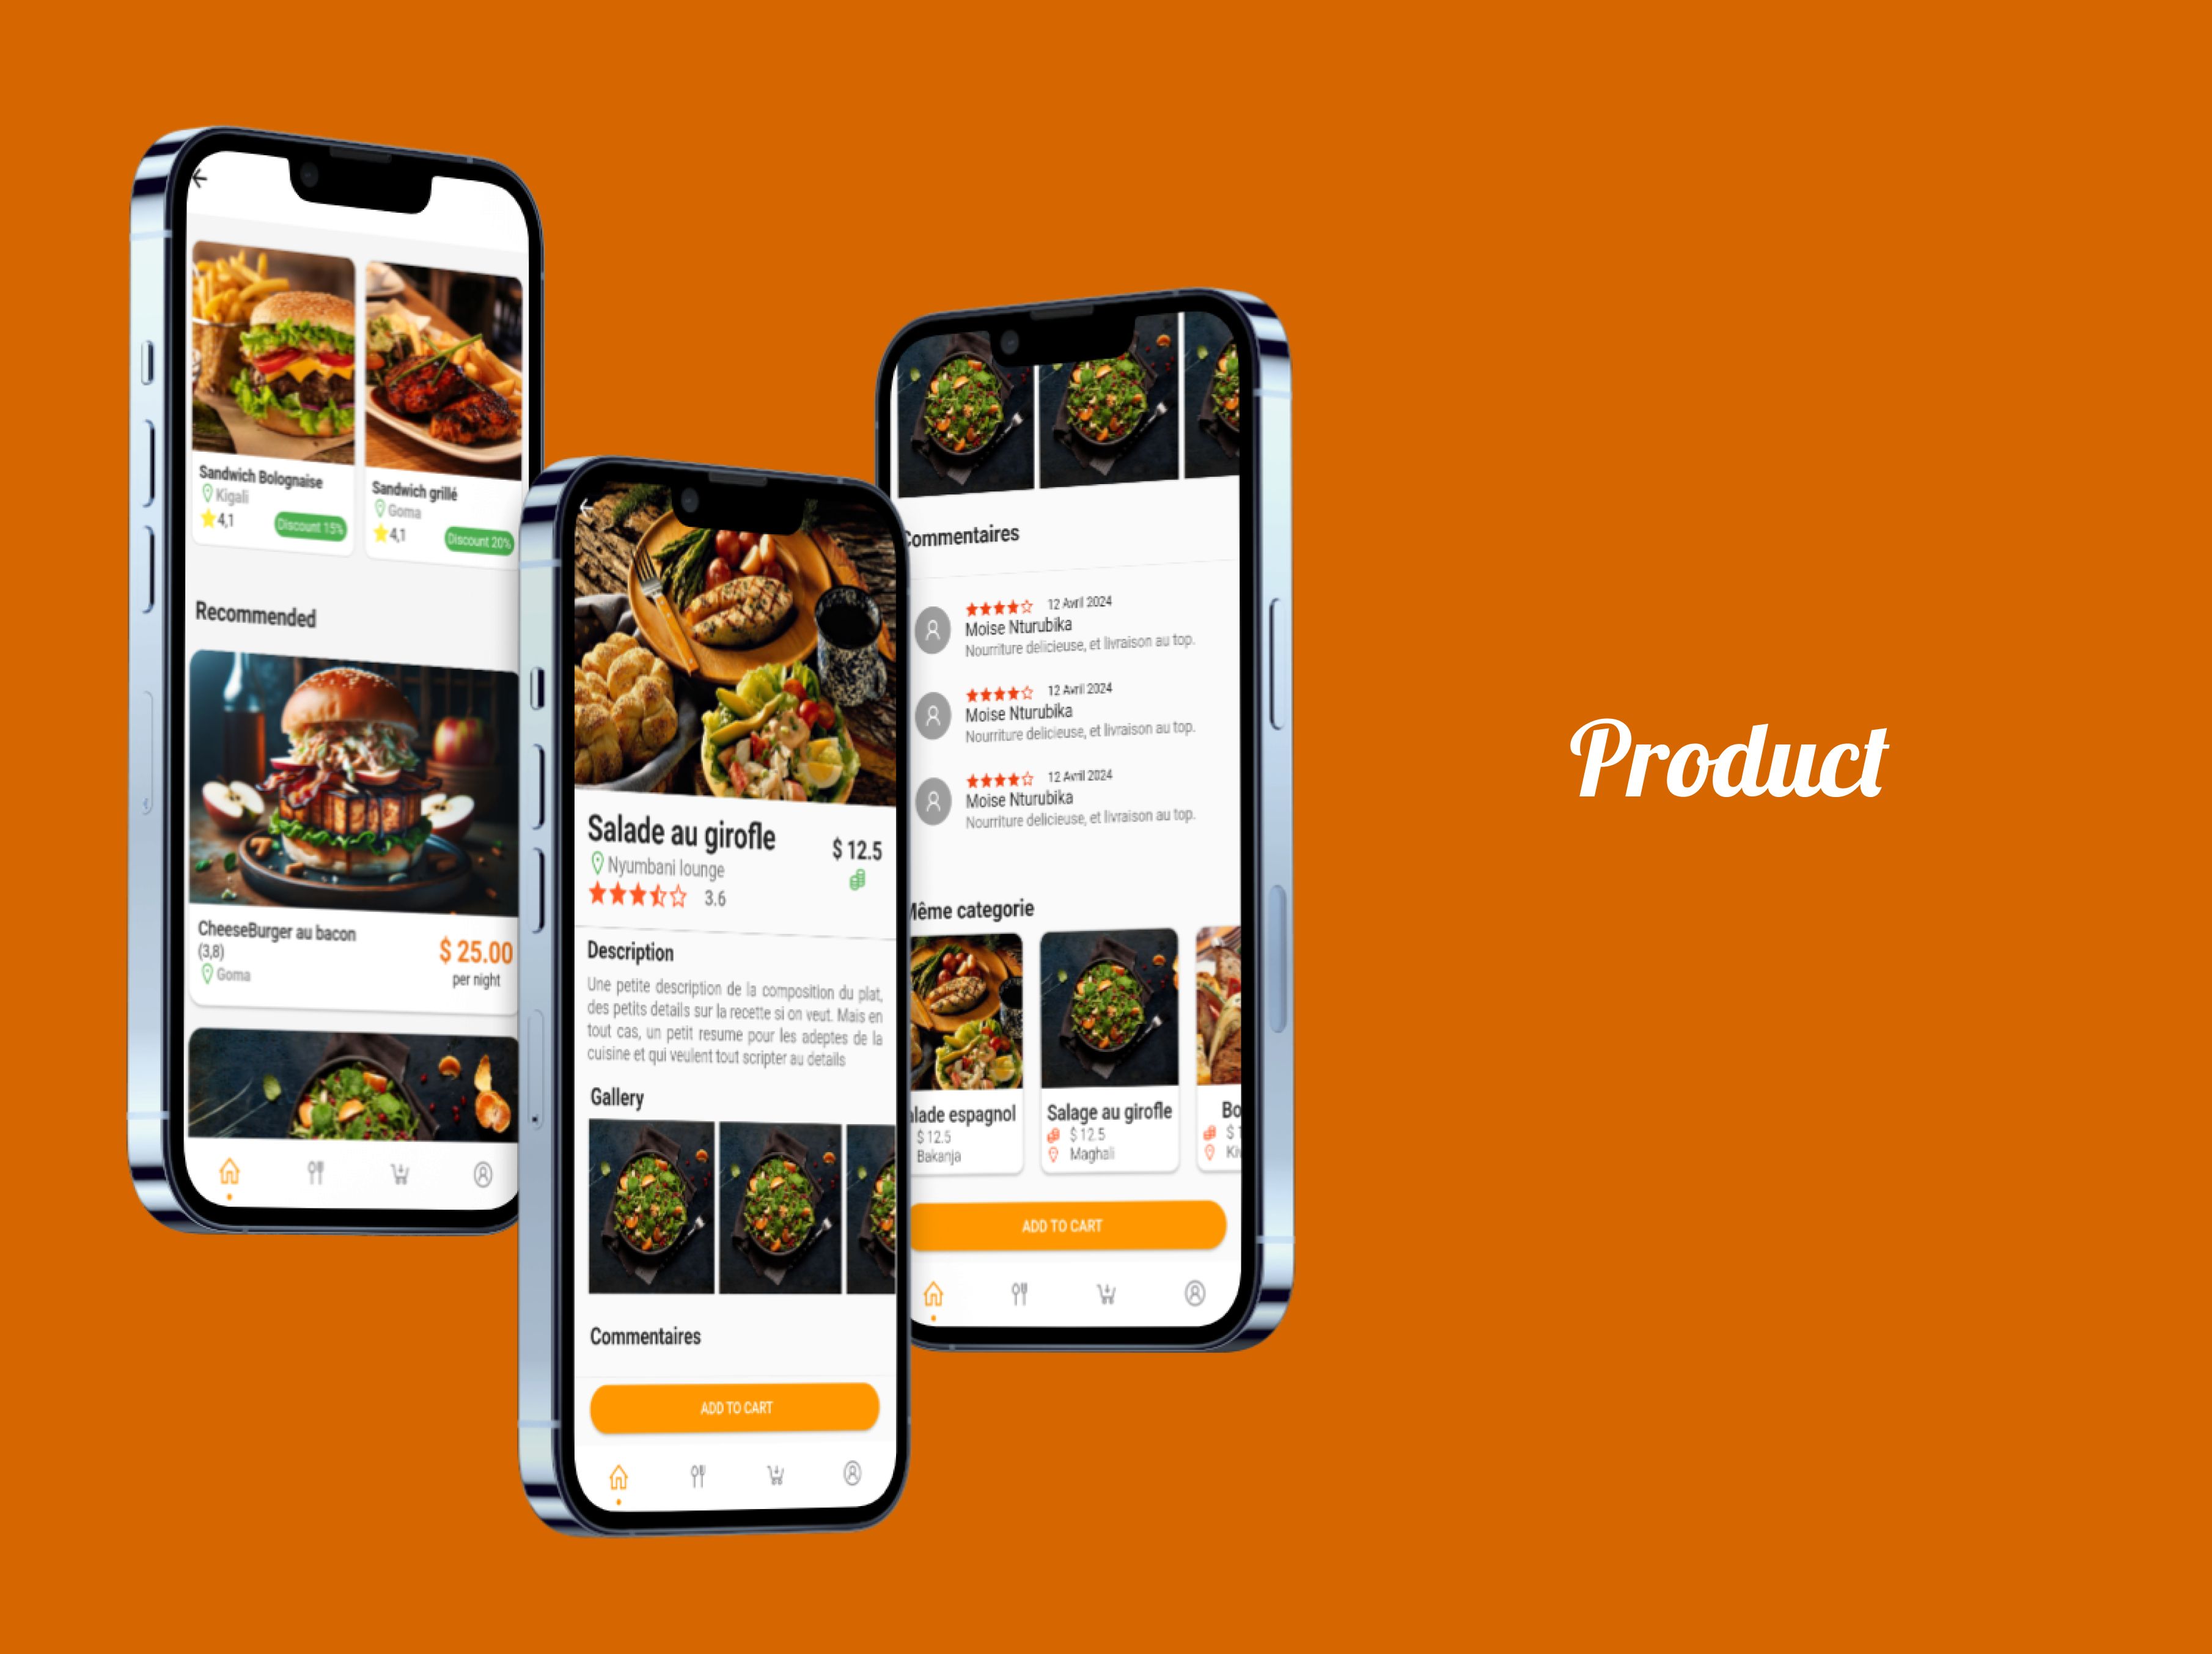 Sandwich Bolognaise
Kigali
4,1
Discount 15%
Sandwich grillé
Goma
4,1
Discount 20%
Recommended
CheeseBurger au bacon
(3,8)
Goma
$ 25.00
per night
Salade au girofle
Nyumbani lounge
3.6
$ 12.5
Description
Une petite description de la composition du plat,
des petits details sur la recette si on veut. Mais en
tout cas, un petit resume pour les adeptes de la
cuisine et qui veulent tout scripter au details
Gallery
Commentaires
ADD TO CART
Commentaires
12 Avril 2024
Moise Nturubika
Nourriture delicieuse, et livraison au top.
12 Avril 2024
Moise Nturubika
Nourriture delicieuse, et livraison au top.
12 Avril 2024
Moise Nturubika
Nourriture delicieuse, et livraison au top.
Même categorie
lade espagnol
$ 12.5
Bakanja
Salage au girofle
$ 12.5
Maghali
Bo
$ 1
ADD TO CART
Product